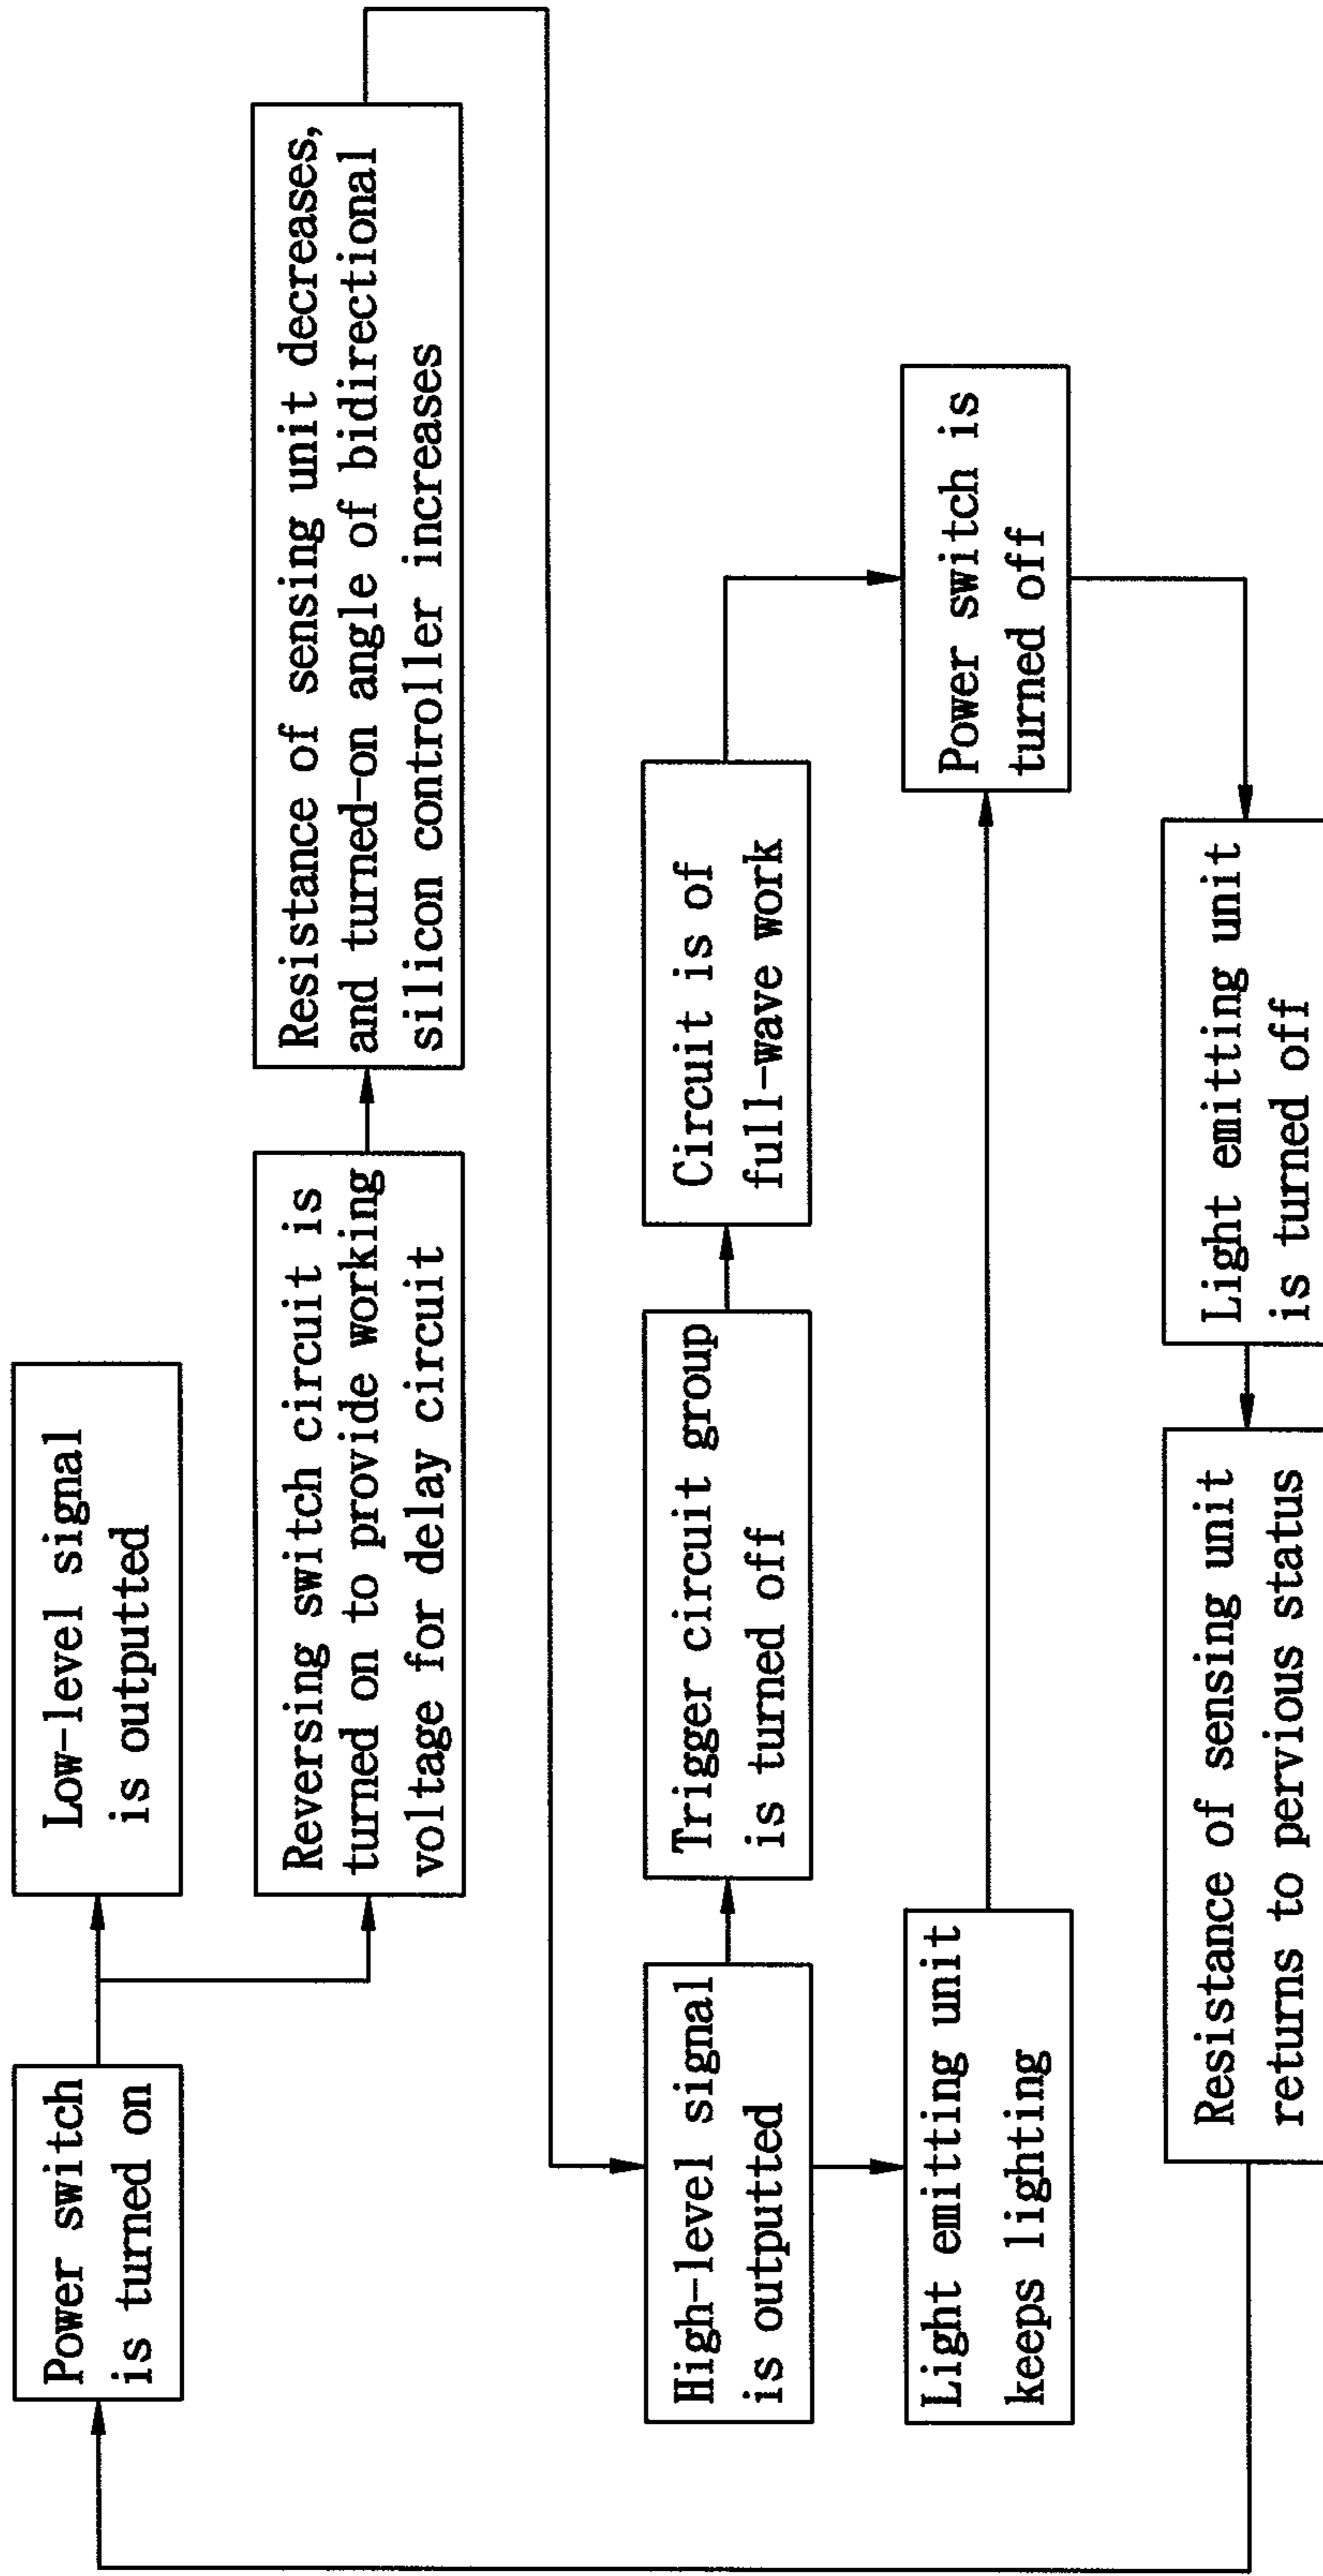 Power switch
is turned on
Low-level signal
is outputted
Reversing switch circuit is
turned on to provide working
voltage for delay circuit
Resistance of sensing unit decreases,
and turned-on angle of bidirectional
silicon controller increases
High-level signal
is outputted
Trigger circuit group
is turned off
Circuit is of
full-wave work
Light emitting unit
keeps lighting
Power switch is
turned off
Light emitting unit
is turned off
Resistance of sensing unit
returns to pervious status